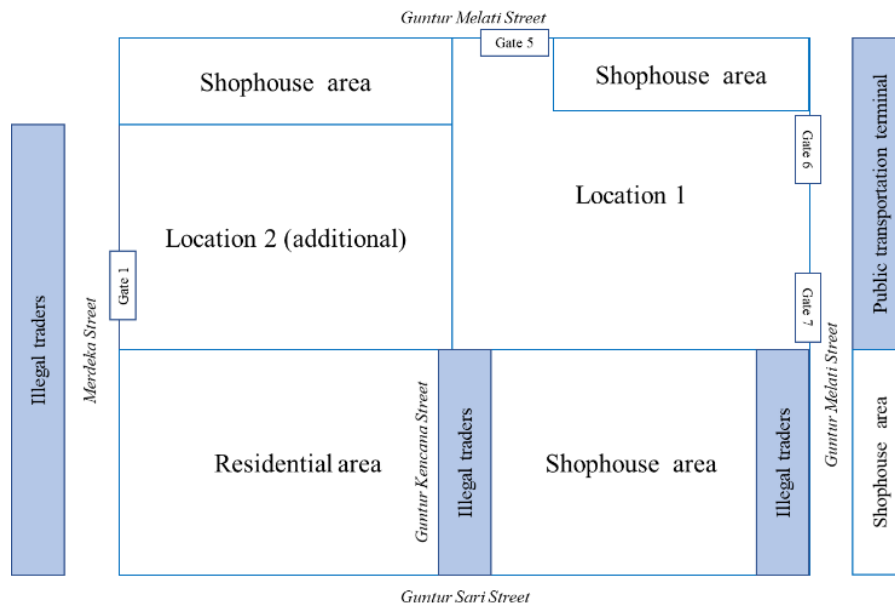 Guntur Melati Street
Gate 5
Shophouse area
Shophouse area
Gate 6
Public transportation terminal
Location 1
Location 2 (additional)
Gate 1
Gate 7
Illegal traders
Merdeka Street
Guntur Melati Street
Residential area
Guntur Kencana Street
Illegal traders
Shophouse area
Illegal traders
Shophouse area
Guntur Sari Street